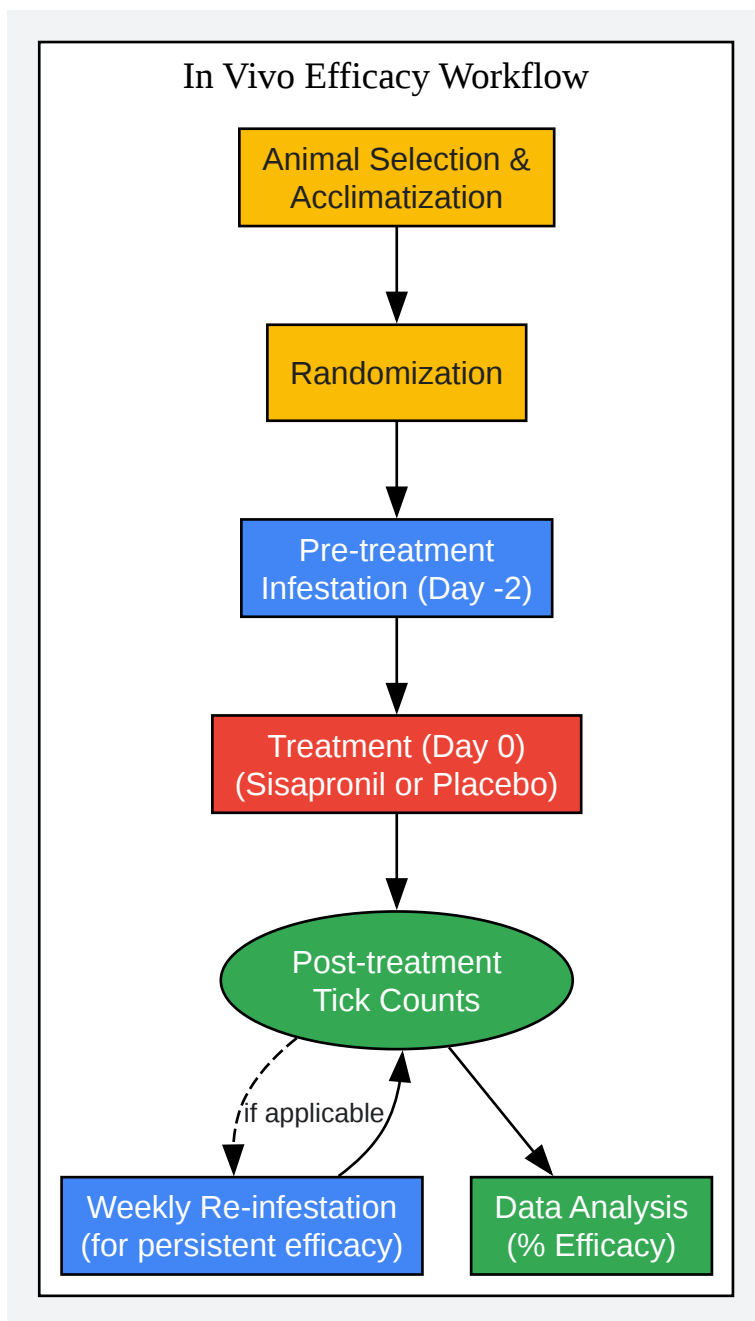 In Vivo Efficacy Workflow
Animal Selection &
Acclimatization
Randomization
Pre-treatment
Infestation (Day -2)
Treatment (Day 0)
(Sisapronil or Placebo)
Post-treatment
Tick Counts
if applicable
Weekly Re-infestation
(for persistent efficacy)
Data Analysis
(% Efficacy)